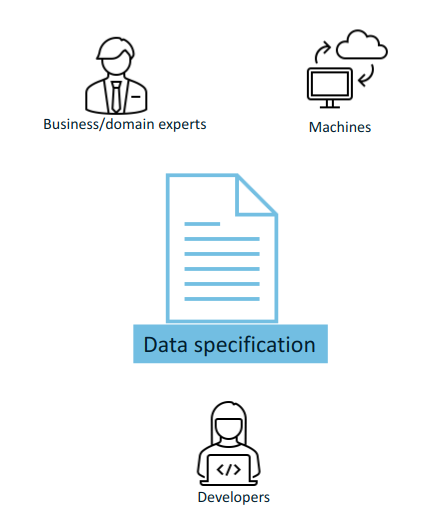 Business/domain experts
Machines
Data specification
</>
Developers